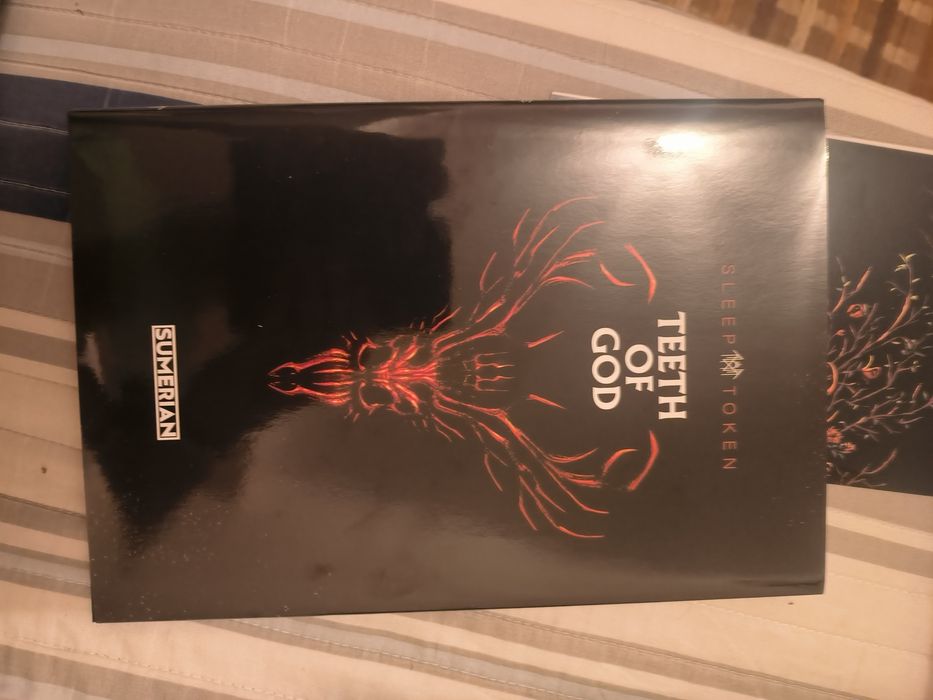 SLEEP TOKEN
TEETH
OF
GOD
SUMERIAN